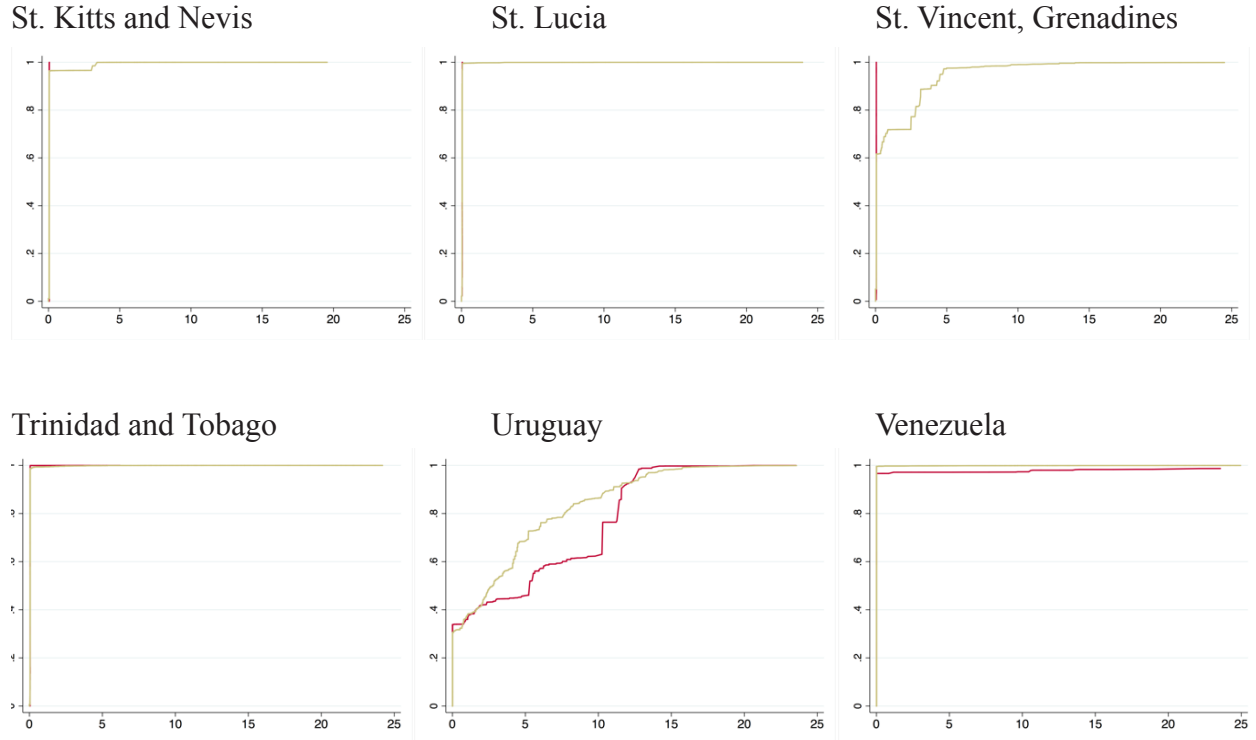 St. Kitts and Nevis St. Lucia St. Vincent, Grenadines
1 1 1
.8 .8 .8
.6 .6 .6
.4 .4 .4
.2 .2 .2
0 0 0
0 5 10 15 20 25 0 5 10 15 20 25 0 5 10 15 20 25
Trinidad and Tobago Uruguay Venezuela
1 1
.8 .8
.6 .6
.4 .4
.2 .2
0 0
0 5 10 15 20 25 0 5 10 15 20 25 0 5 10 15 20 25